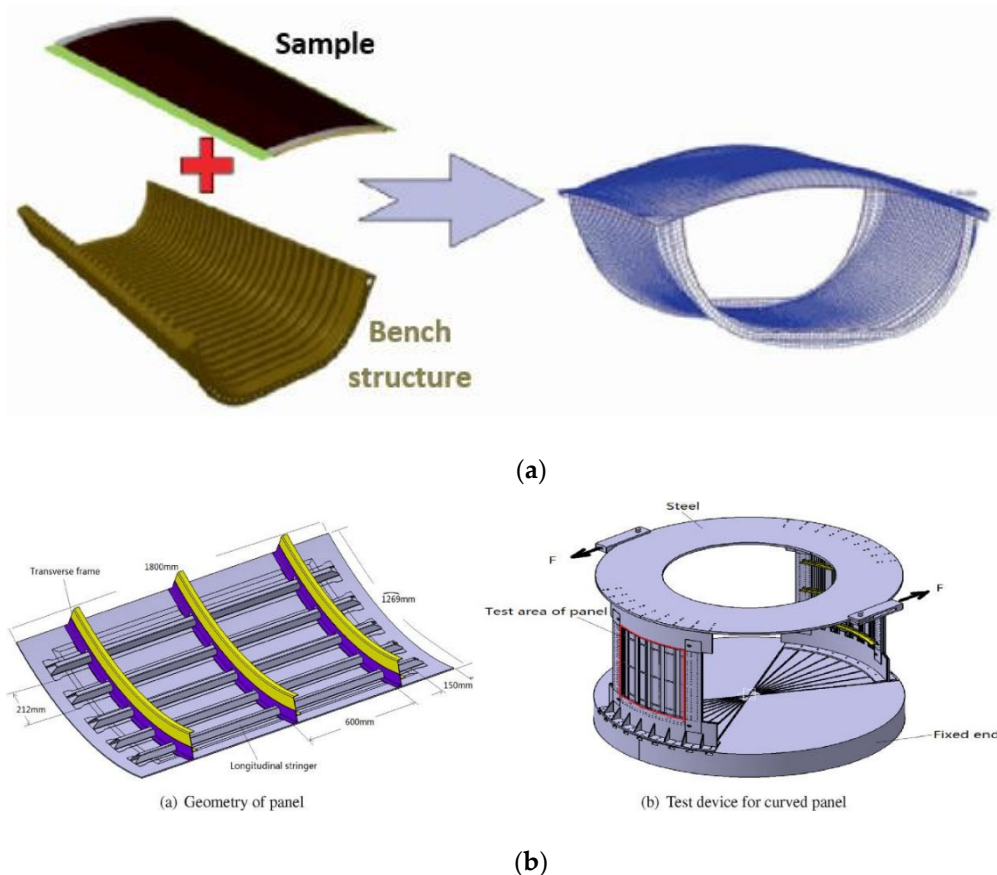 Sample
Bench
structure
(a)
Transverse frame
1800mm
1269mm
212mm
150mm
600mm
Longitudinal stringer
(a) Geometry of panel
Steel
F
F
Test area of panel
Fixed end
(b) Test device for curved panel
(b)